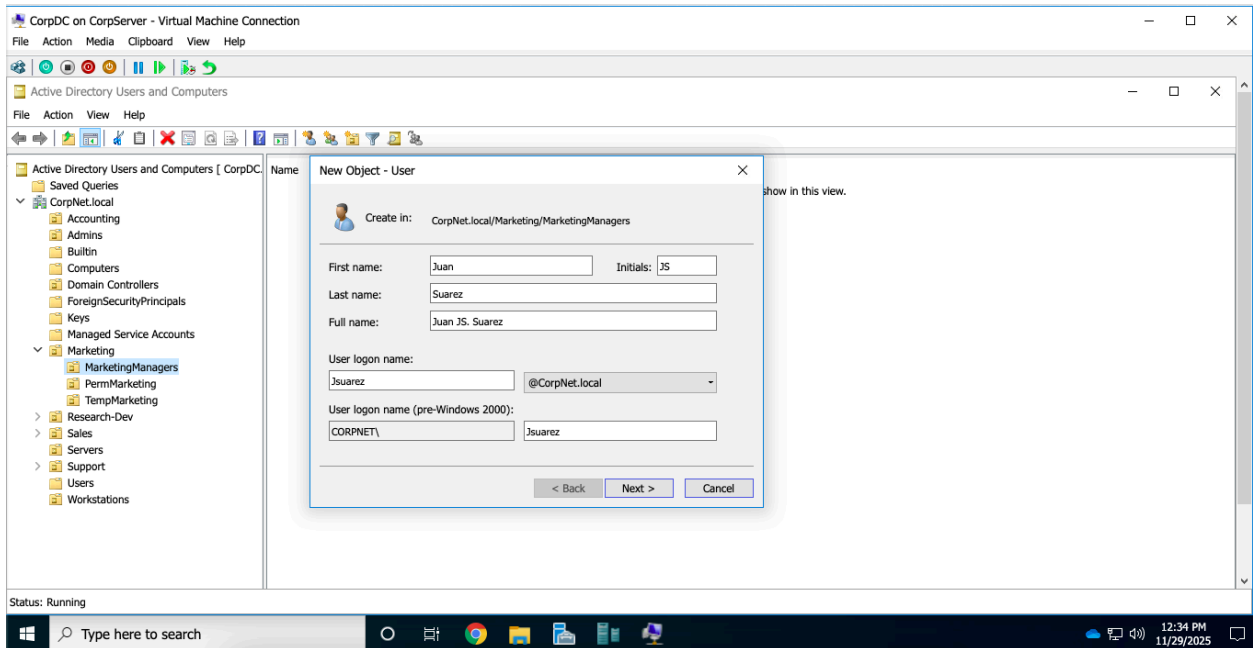 CorpDC on CorpServer - Virtual Machine Connection
File Action Media Clipboard View Help
Active Directory Users and Computers
File Action View Help
Active Directory Users and Computers [ CorpDC.
Saved Queries
CorpNet.local
Accounting
Admins
Builtin
Computers
Domain Controllers
ForeignSecurityPrincipals
Keys
Managed Service Accounts
Marketing
MarketingManagers
PermMarketing
TempMarketing
Research-Dev
Sales
Servers
Support
Users
Workstations
Name
show in this view.
New Object - User
Create in: CorpNet.local/Marketing/MarketingManagers
First name: Juan Initials: JS
Last name: Suarez
Full name: Juan JS. Suarez
User logon name:
Jsuarez @CorpNet.local
User logon name (pre-Windows 2000):
CORPNET\ Jsuarez
< Back Next > Cancel
Status: Running
Type here to search
12:34 PM
11/29/2025